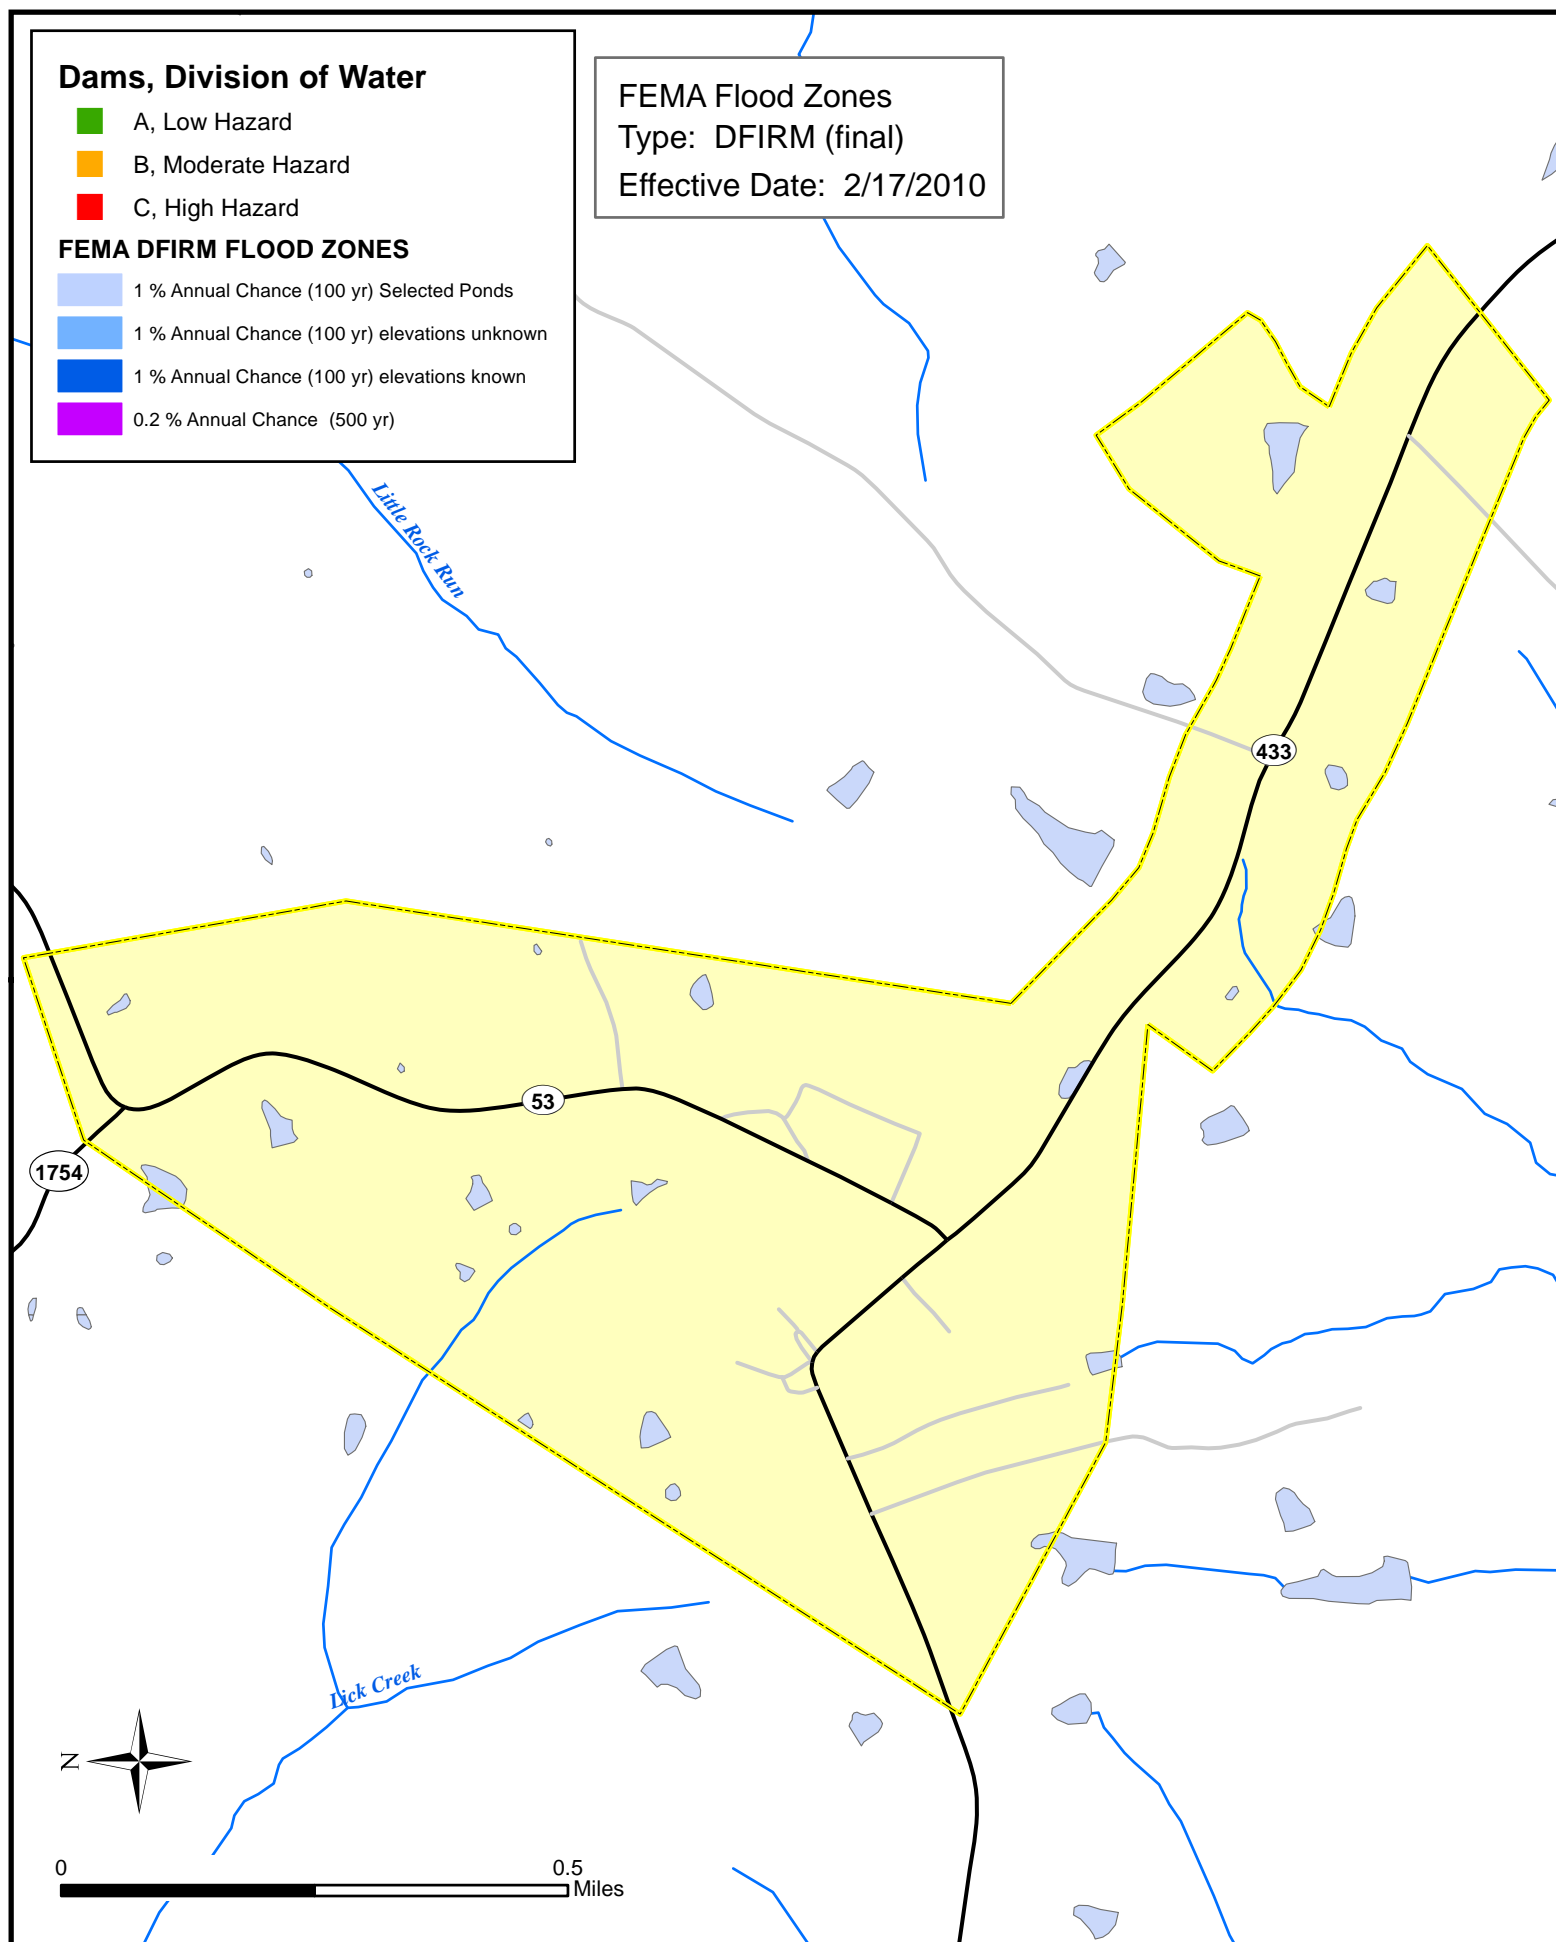 Dams, Division of Water
A, Low Hazard
B, Moderate Hazard
C, High Hazard
FEMA DFIRM FLOOD ZONES
1 % Annual Chance (100 yr) Selected Ponds
1 % Annual Chance (100 yr) elevations unknown
1 % Annual Chance (100 yr) elevations known
0.2 % Annual Chance (500 yr)
FEMA Flood Zones
Type: DFIRM (final)
Effective Date: 2/17/2010
Little Rock Run
433
53
1754
Lick Creek
N
0 0.5
Miles